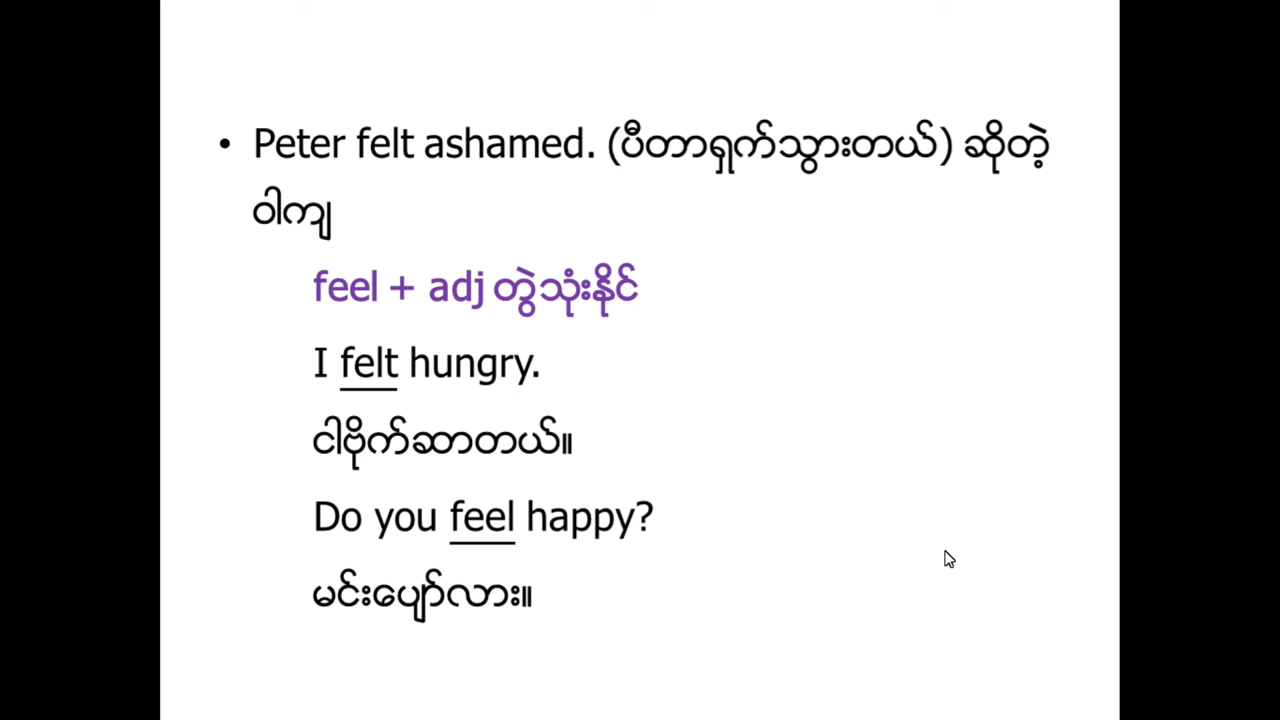 • Peter felt ashamed. (ပီတာရှက်သွားတယ်) ဆိုတဲ့
ဝါကျ
feel + adj တွဲသုံးနိုင်
I felt hungry.
ငါဗိုက်ဆာတယ်။
Do you feel happy?
မင်းပျော်လား။